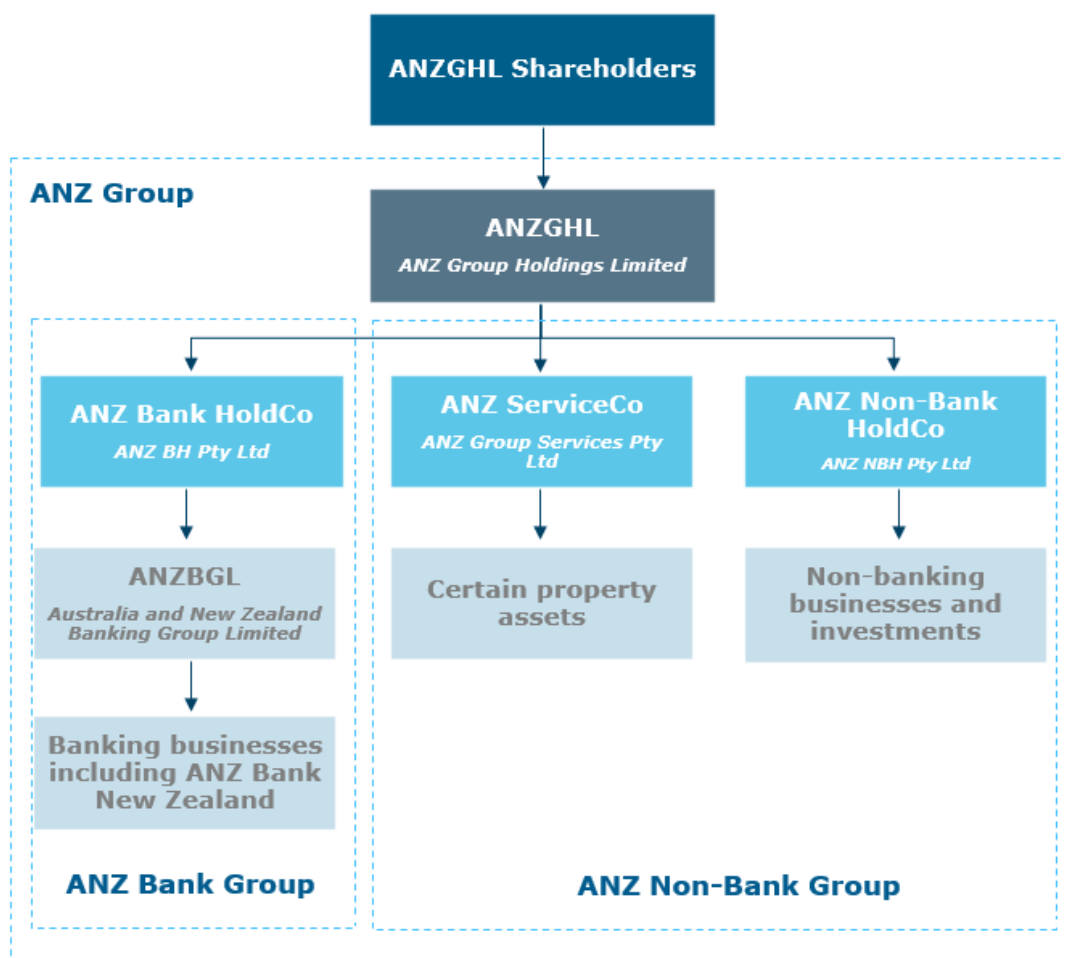 ANZGHL Shareholders
ANZ Group
ANZGHL
ANZ Group Holdings Limited
ANZ Bank HoldCo
ANZ BH Pty Ltd
ANZ ServiceCo
ANZ Group Services Pty
Ltd
ANZ Non-Bank
HoldCo
ANZ NBH Pty Ltd
ANZBGL
Australia and New Zealand
Banking Group Limited
Certain property
assets
Non-banking
businesses and
investments
Banking businesses
including ANZ Bank
New Zealand
ANZ Bank Group
ANZ Non-Bank Group